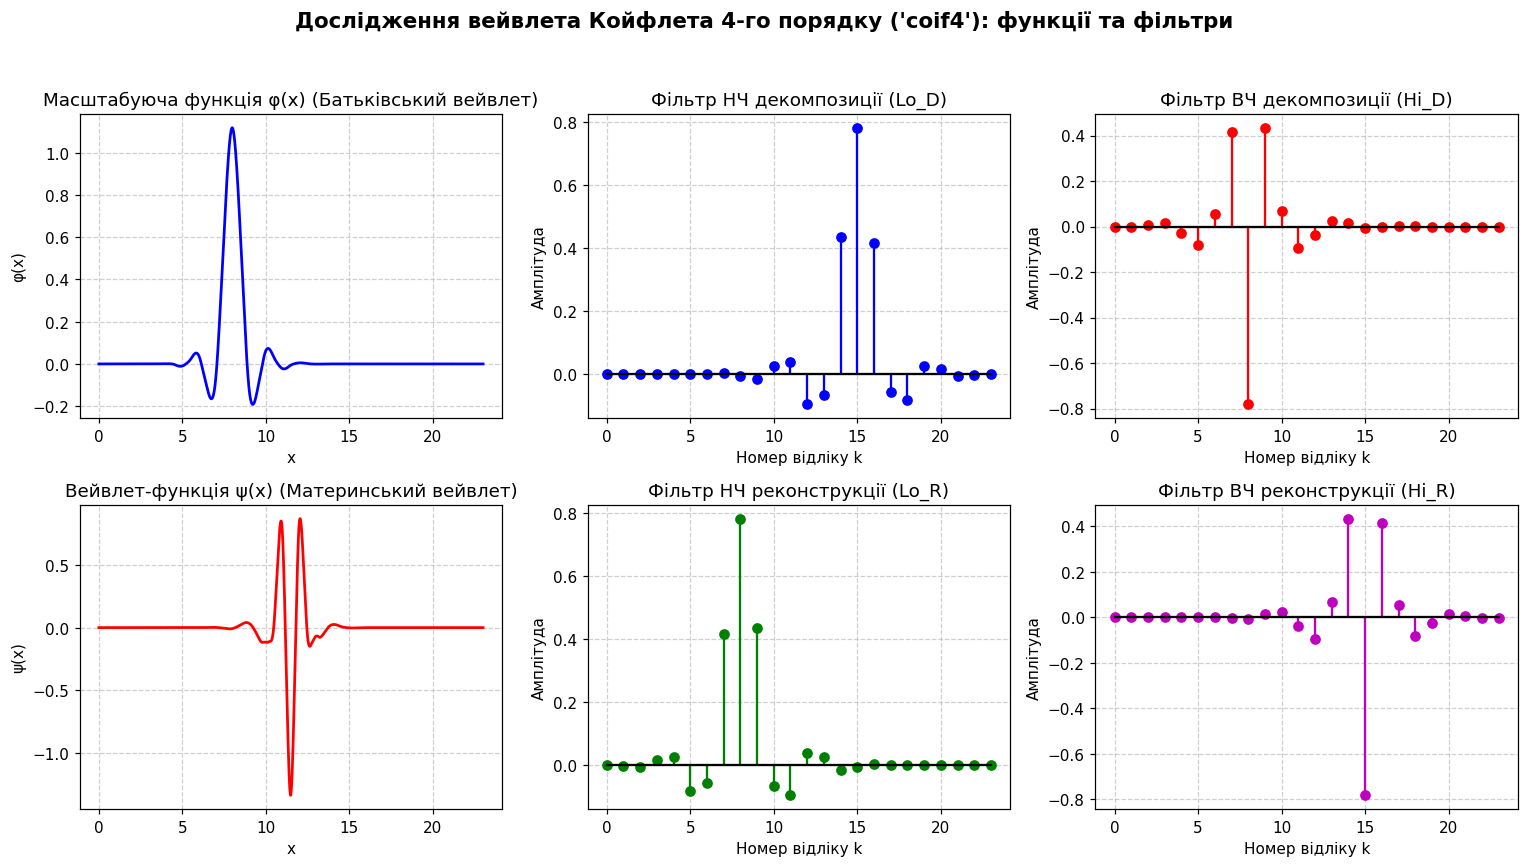 Дослідження вейвлета Койфлета 4-го порядку ('coif4'): функції та фільтри
Масштабуюча функція φ(x) (Батьківський вейвлет)
φ(x)
1.0
0.8
0.6
0.4
0.2
0.0
−0.2
0 5 10 15 20
x
Фільтр НЧ декомпозиції (Lo_D)
Амплітуда
0.8
0.6
0.4
0.2
0.0
0 5 10 15 20
Номер відліку k
Фільтр ВЧ декомпозиції (Hi_D)
Амплітуда
0.4
0.2
0.0
−0.2
−0.4
−0.6
−0.8
0 5 10 15 20
Номер відліку k
Вейвлет-функція ψ(x) (Материнський вейвлет)
ψ(x)
0.5
0.0
−0.5
−1.0
0 5 10 15 20
x
Фільтр НЧ реконструкції (Lo_R)
Амплітуда
0.8
0.6
0.4
0.2
0.0
0 5 10 15 20
Номер відліку k
Фільтр ВЧ реконструкції (Hi_R)
Амплітуда
0.4
0.2
0.0
−0.2
−0.4
−0.6
−0.8
0 5 10 15 20
Номер відліку k